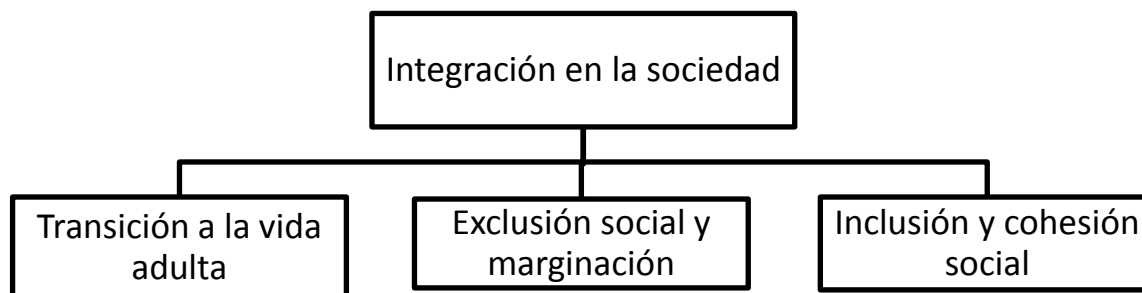 Integración en la sociedad
Transición a la vida
adulta
Exclusión social y
marginación
Inclusión y cohesión
social